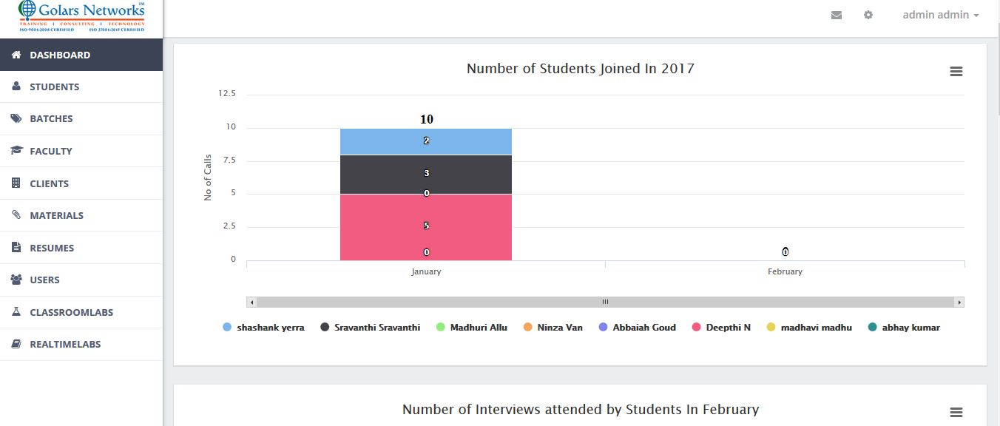 Golars Networks™
TRAINING | CONSULTING | TECHNOLOGY
ISO 9001:2008 CERTIFIED ISO 27001:2013 CERTIFIED
admin admin
DASHBOARD
STUDENTS
BATCHES
FACULTY
CLIENTS
MATERIALS
RESUMES
USERS
CLASSROOMLABS
REALTIMELABS
Number of Students Joined In 2017
No of Calls
12.5
10
7.5
5
2.5
0
10
2
3
0
5
0
0
January February
shashank yerra Sravanthi Sravanthi Madhuri Allu Ninza Van Abbaiah Goud Deepthi N madhavi madhu abhay kumar
Number of Interviews attended by Students In February